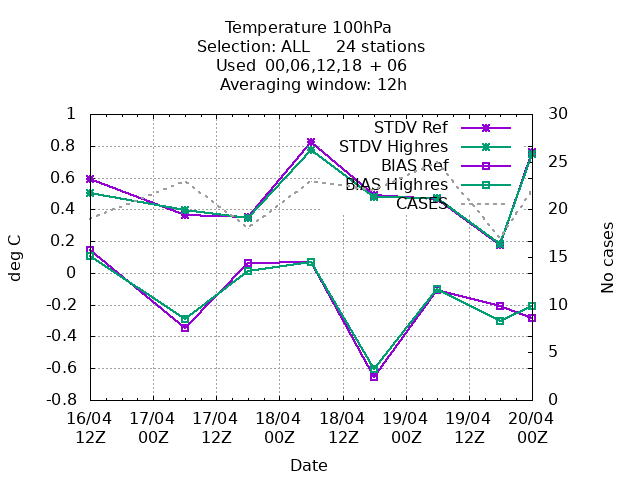 Temperature 100hPa
Selection: ALL     24 stations
Used  00,06,12,18 + 06
Averaging window: 12h
1 30
STDV Ref
0.8
STDV Highres
25
BIAS Ref
0.6
BIAS Highres
0.4 20
CASES
0.2
15
0
-0.2 10
-0.4
5
-0.6
-0.8 0
deg C
No cases
16/04 17/04 17/04 18/04 18/04 19/04 19/04 20/04
12Z 00Z 12Z 00Z 12Z 00Z 12Z 00Z
Date